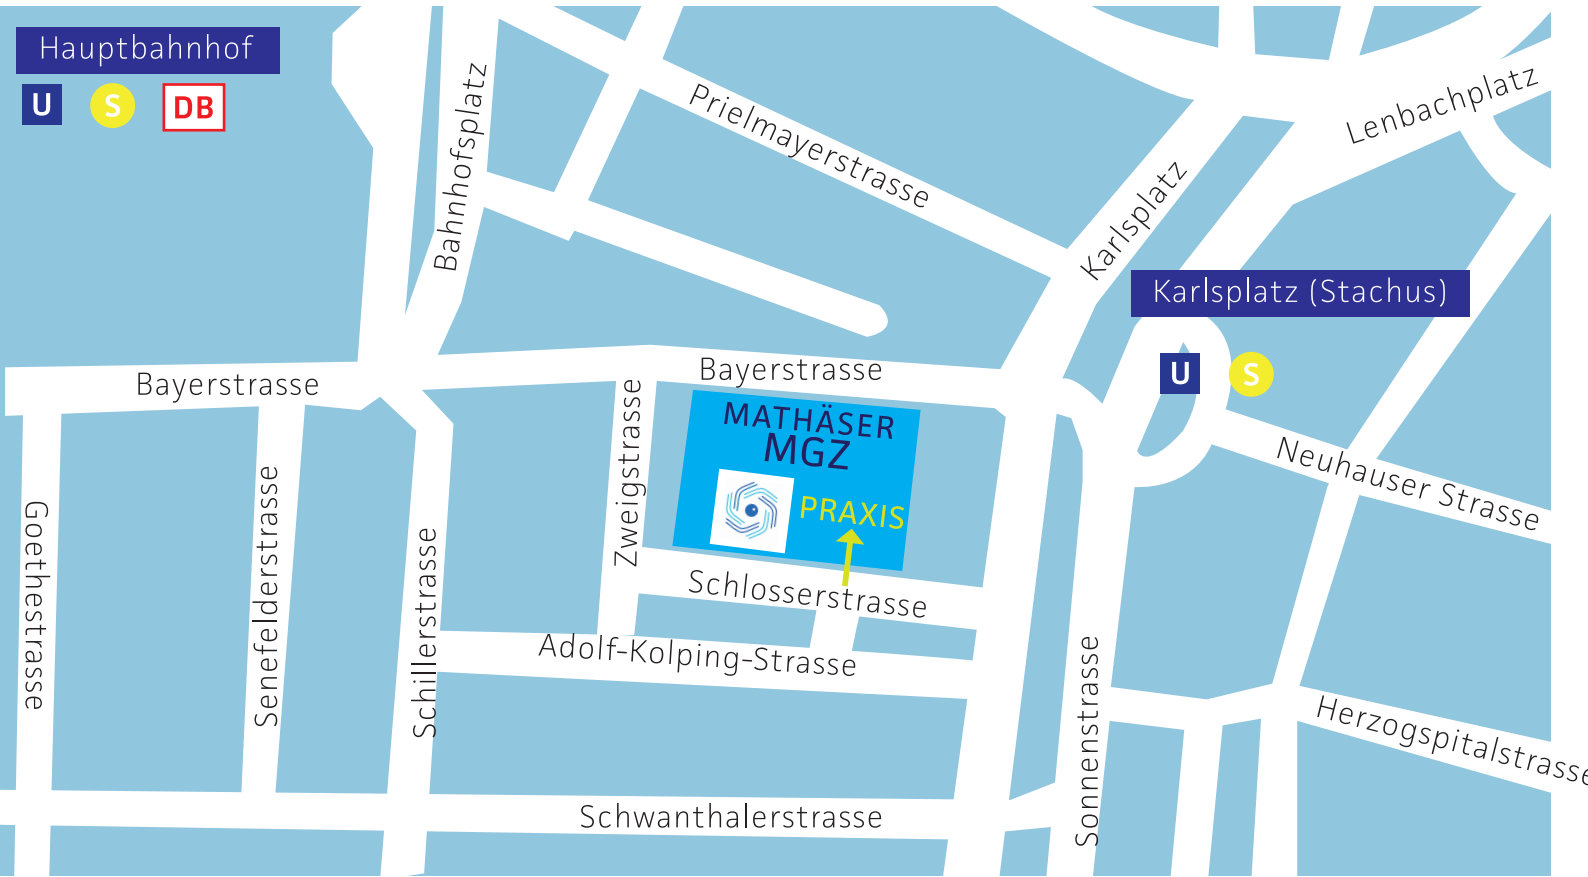 Hauptbahnhof
U S DB
Bahnhofsplatz
Prielmayerstrasse
Karlsplatz
Lenbachplatz
Karlsplatz (Stachus)
U S
Bayerstrasse
Bayerstrasse
MATHÄSER
MGZ
PRAXIS
Neuhauser Strasse
Goethestrasse
Senefelderstrasse
Schillerstrasse
Zweigstrasse
Schlosserstrasse
Adolf-Kolping-Strasse
Sonnenstrasse
Herzogspitalstrasse
Schwanthalerstrasse